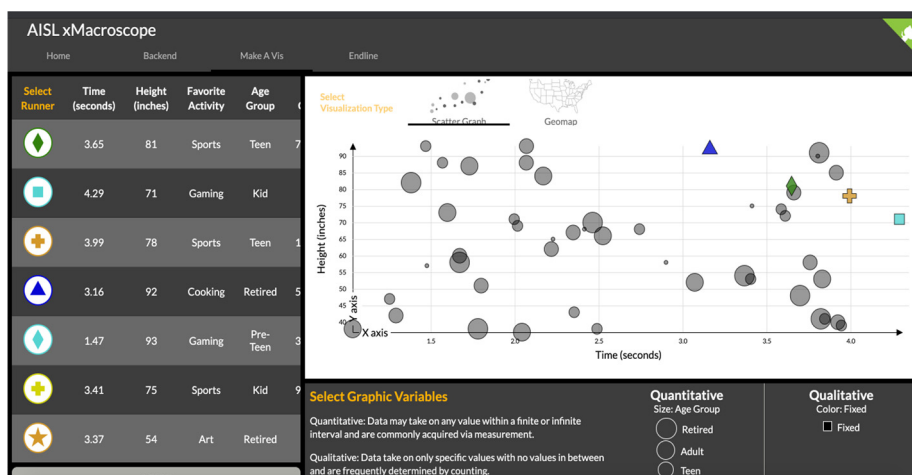 AISL xMacroscope
Home Backend Make A Vis Endline
Select Runner Time (seconds) Height (inches) Favorite Activity Age Group
3.65 81 Sports Teen 7
4.29 71 Gaming Kid
3.99 78 Sports Teen 1
3.16 92 Cooking Retired 5
1.47 93 Gaming Pre-Teen 3
3.41 75 Sports Kid 9
3.37 54 Art Retired
Select
Visualization Type
Scatter Graph Geomap
Height (inches)
90
85
80
75
70
65
60
55
50
45
40
Y axis
X axis
1.5 2.0 2.5 3.0 3.5 4.0
Time (seconds)
Select Graphic Variables
Quantitative: Data may take on any value within a finite or infinite
interval and are commonly acquired via measurement.
Qualitative: Data take on only specific values with no values in between
and are frequently determined by counting.
Quantitative
Size: Age Group
Retired
Adult
Teen
Qualitative
Color: Fixed
Fixed